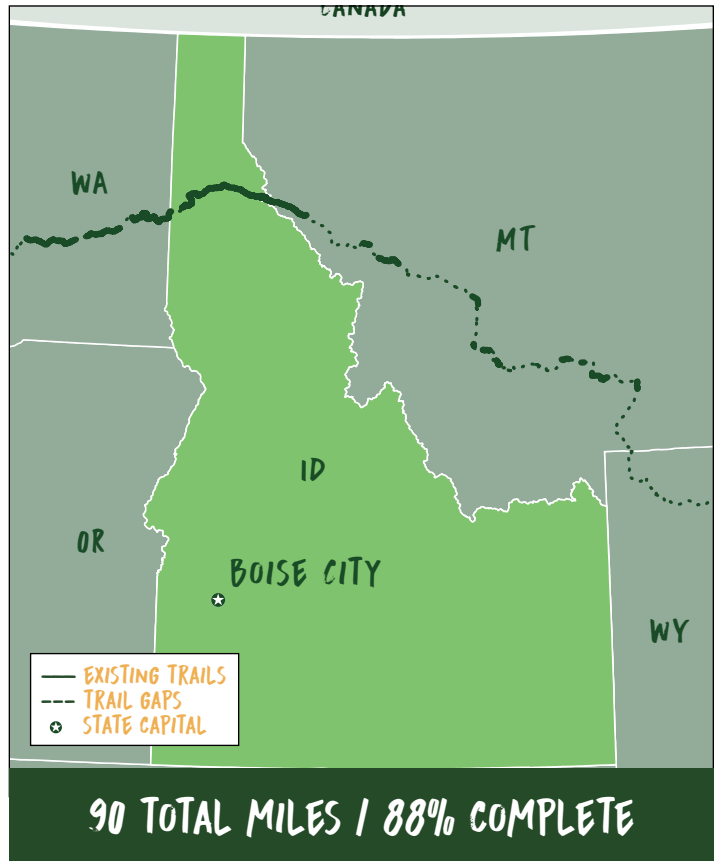 CANADA
WA
MT
ID
OR
BOISE CITY
WY
EXISTING TRAILS
TRAIL GAPS
STATE CAPITAL
90 TOTAL MILES / 88% COMPLETE